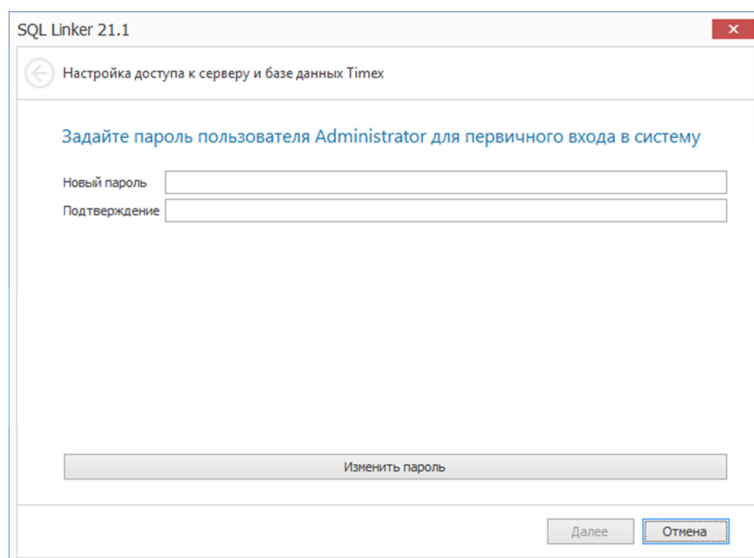 SQL Linker 21.1
Настройка доступа к серверу и базе данных Timex
Задайте пароль пользователя Administrator для первичного входа в систему
Новый пароль
Подтверждение
Изменить пароль
Далее Отмена